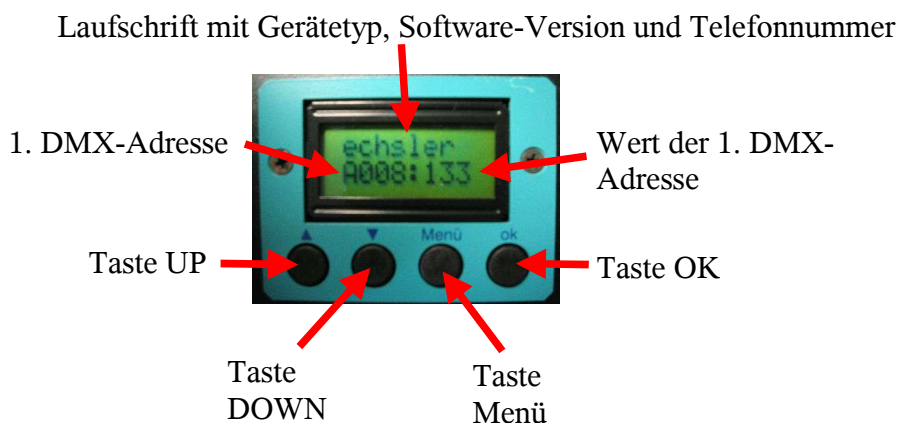 Laufschrift mit Gerätetyp, Software-Version und Telefonnummer
1. DMX-Adresse
echsler
A008:133
Wert der 1. DMX-
Adresse
▲ ▼ Menü ok
Taste UP
Taste OK
Taste
DOWN
Taste
Menü